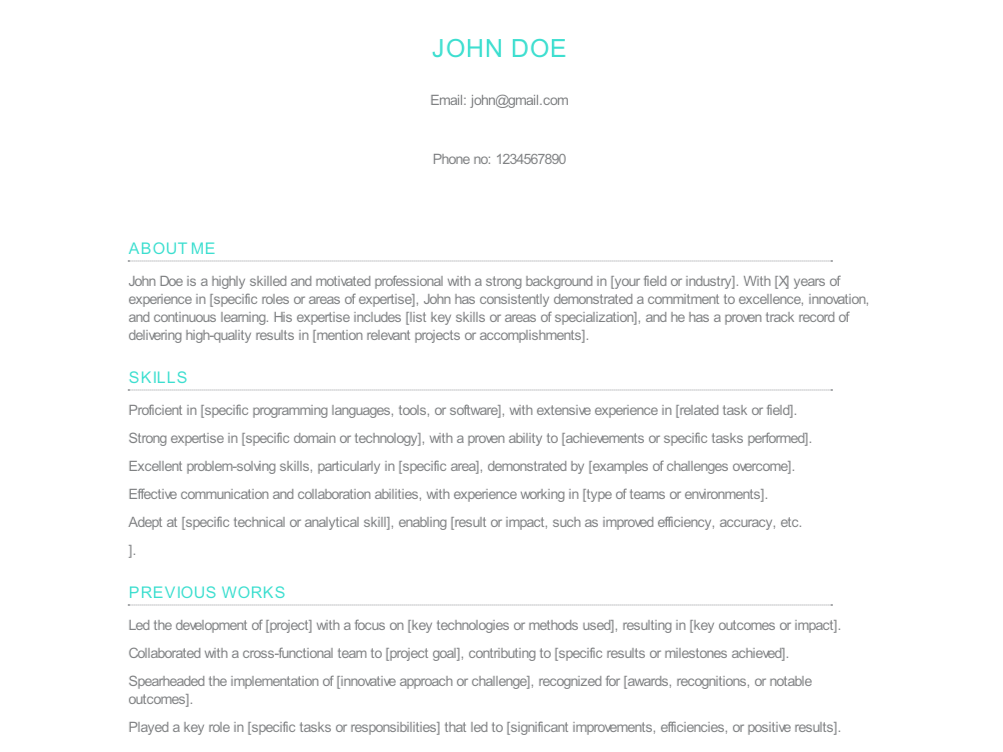 JOHN DOE
Email: john@gmail.com
Phone no: 1234567890
ABOUT ME
John Doe is a highly skilled and motivated professional with a strong background in [your field or industry]. With [X] years of
experience in [specific roles or areas of expertise], John has consistently demonstrated a commitment to excellence, innovation,
and continuous learning. His expertise includes [list key skills or areas of specialization], and he has a proven track record of
delivering high-quality results in [mention relevant projects or accomplishments].
SKILLS
Proficient in [specific programming languages, tools, or software], with extensive experience in [related task or field].
Strong expertise in [specific domain or technology], with a proven ability to [achievements or specific tasks performed].
Excellent problem-solving skills, particularly in [specific area], demonstrated by [examples of challenges overcome].
Effective communication and collaboration abilities, with experience working in [type of teams or environments].
Adept at [specific technical or analytical skill], enabling [result or impact, such as improved efficiency, accuracy, etc.
].
PREVIOUS WORKS
Led the development of [project] with a focus on [key technologies or methods used], resulting in [key outcomes or impact].
Collaborated with a cross-functional team to [project goal], contributing to [specific results or milestones achieved].
Spearheaded the implementation of [innovative approach or challenge], recognized for [awards, recognitions, or notable
outcomes].
Played a key role in [specific tasks or responsibilities] that led to [significant improvements, efficiencies, or positive results].